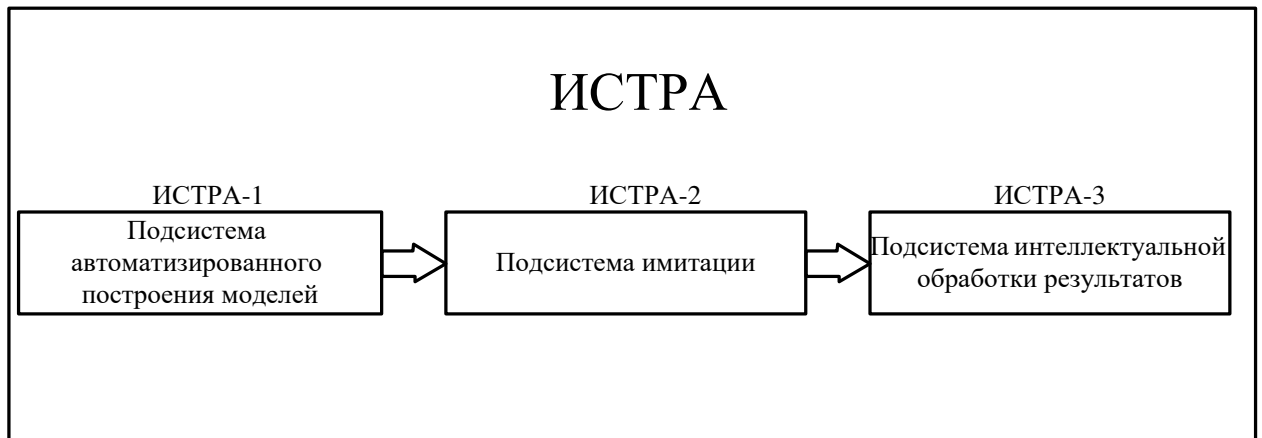 ИСТРА
ИСТРА-1
Подсистема
автоматизированного
построения моделей
ИСТРА-2
Подсистема имитации
ИСТРА-3
Подсистема интеллектуальной
обработки результатов